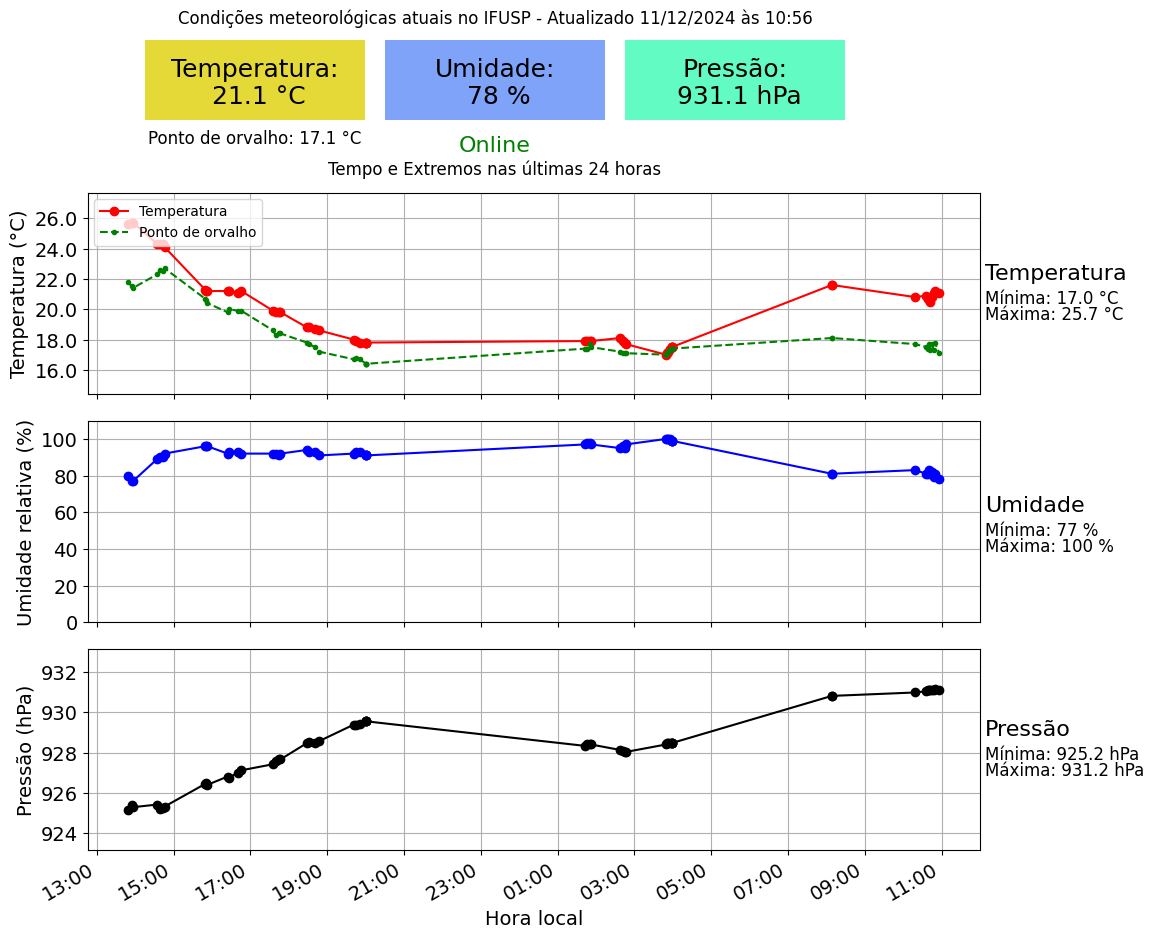 Condições meteorológicas atuais no IFUSP - Atualizado 11/12/2024 às 10:56
Temperatura:
21.1 °C
Umidade:
78 %
Pressão:
931.1 hPa
Ponto de orvalho: 17.1 °C
Online
Tempo e Extremos nas últimas 24 horas
Temperatura (°C)
26.0
24.0
22.0
20.0
18.0
16.0
Temperatura
Ponto de orvalho
Temperatura
Mínima: 17.0 °C
Máxima: 25.7 °C
Umidade relativa (%)
100
80
60
40
20
0
Umidade
Mínima: 77 %
Máxima: 100 %
Pressão (hPa)
932
930
928
926
924
Pressão
Mínima: 925.2 hPa
Máxima: 931.2 hPa
13:00 15:00 17:00 19:00 21:00 23:00 01:00 03:00 05:00 07:00 09:00 11:00
Hora local